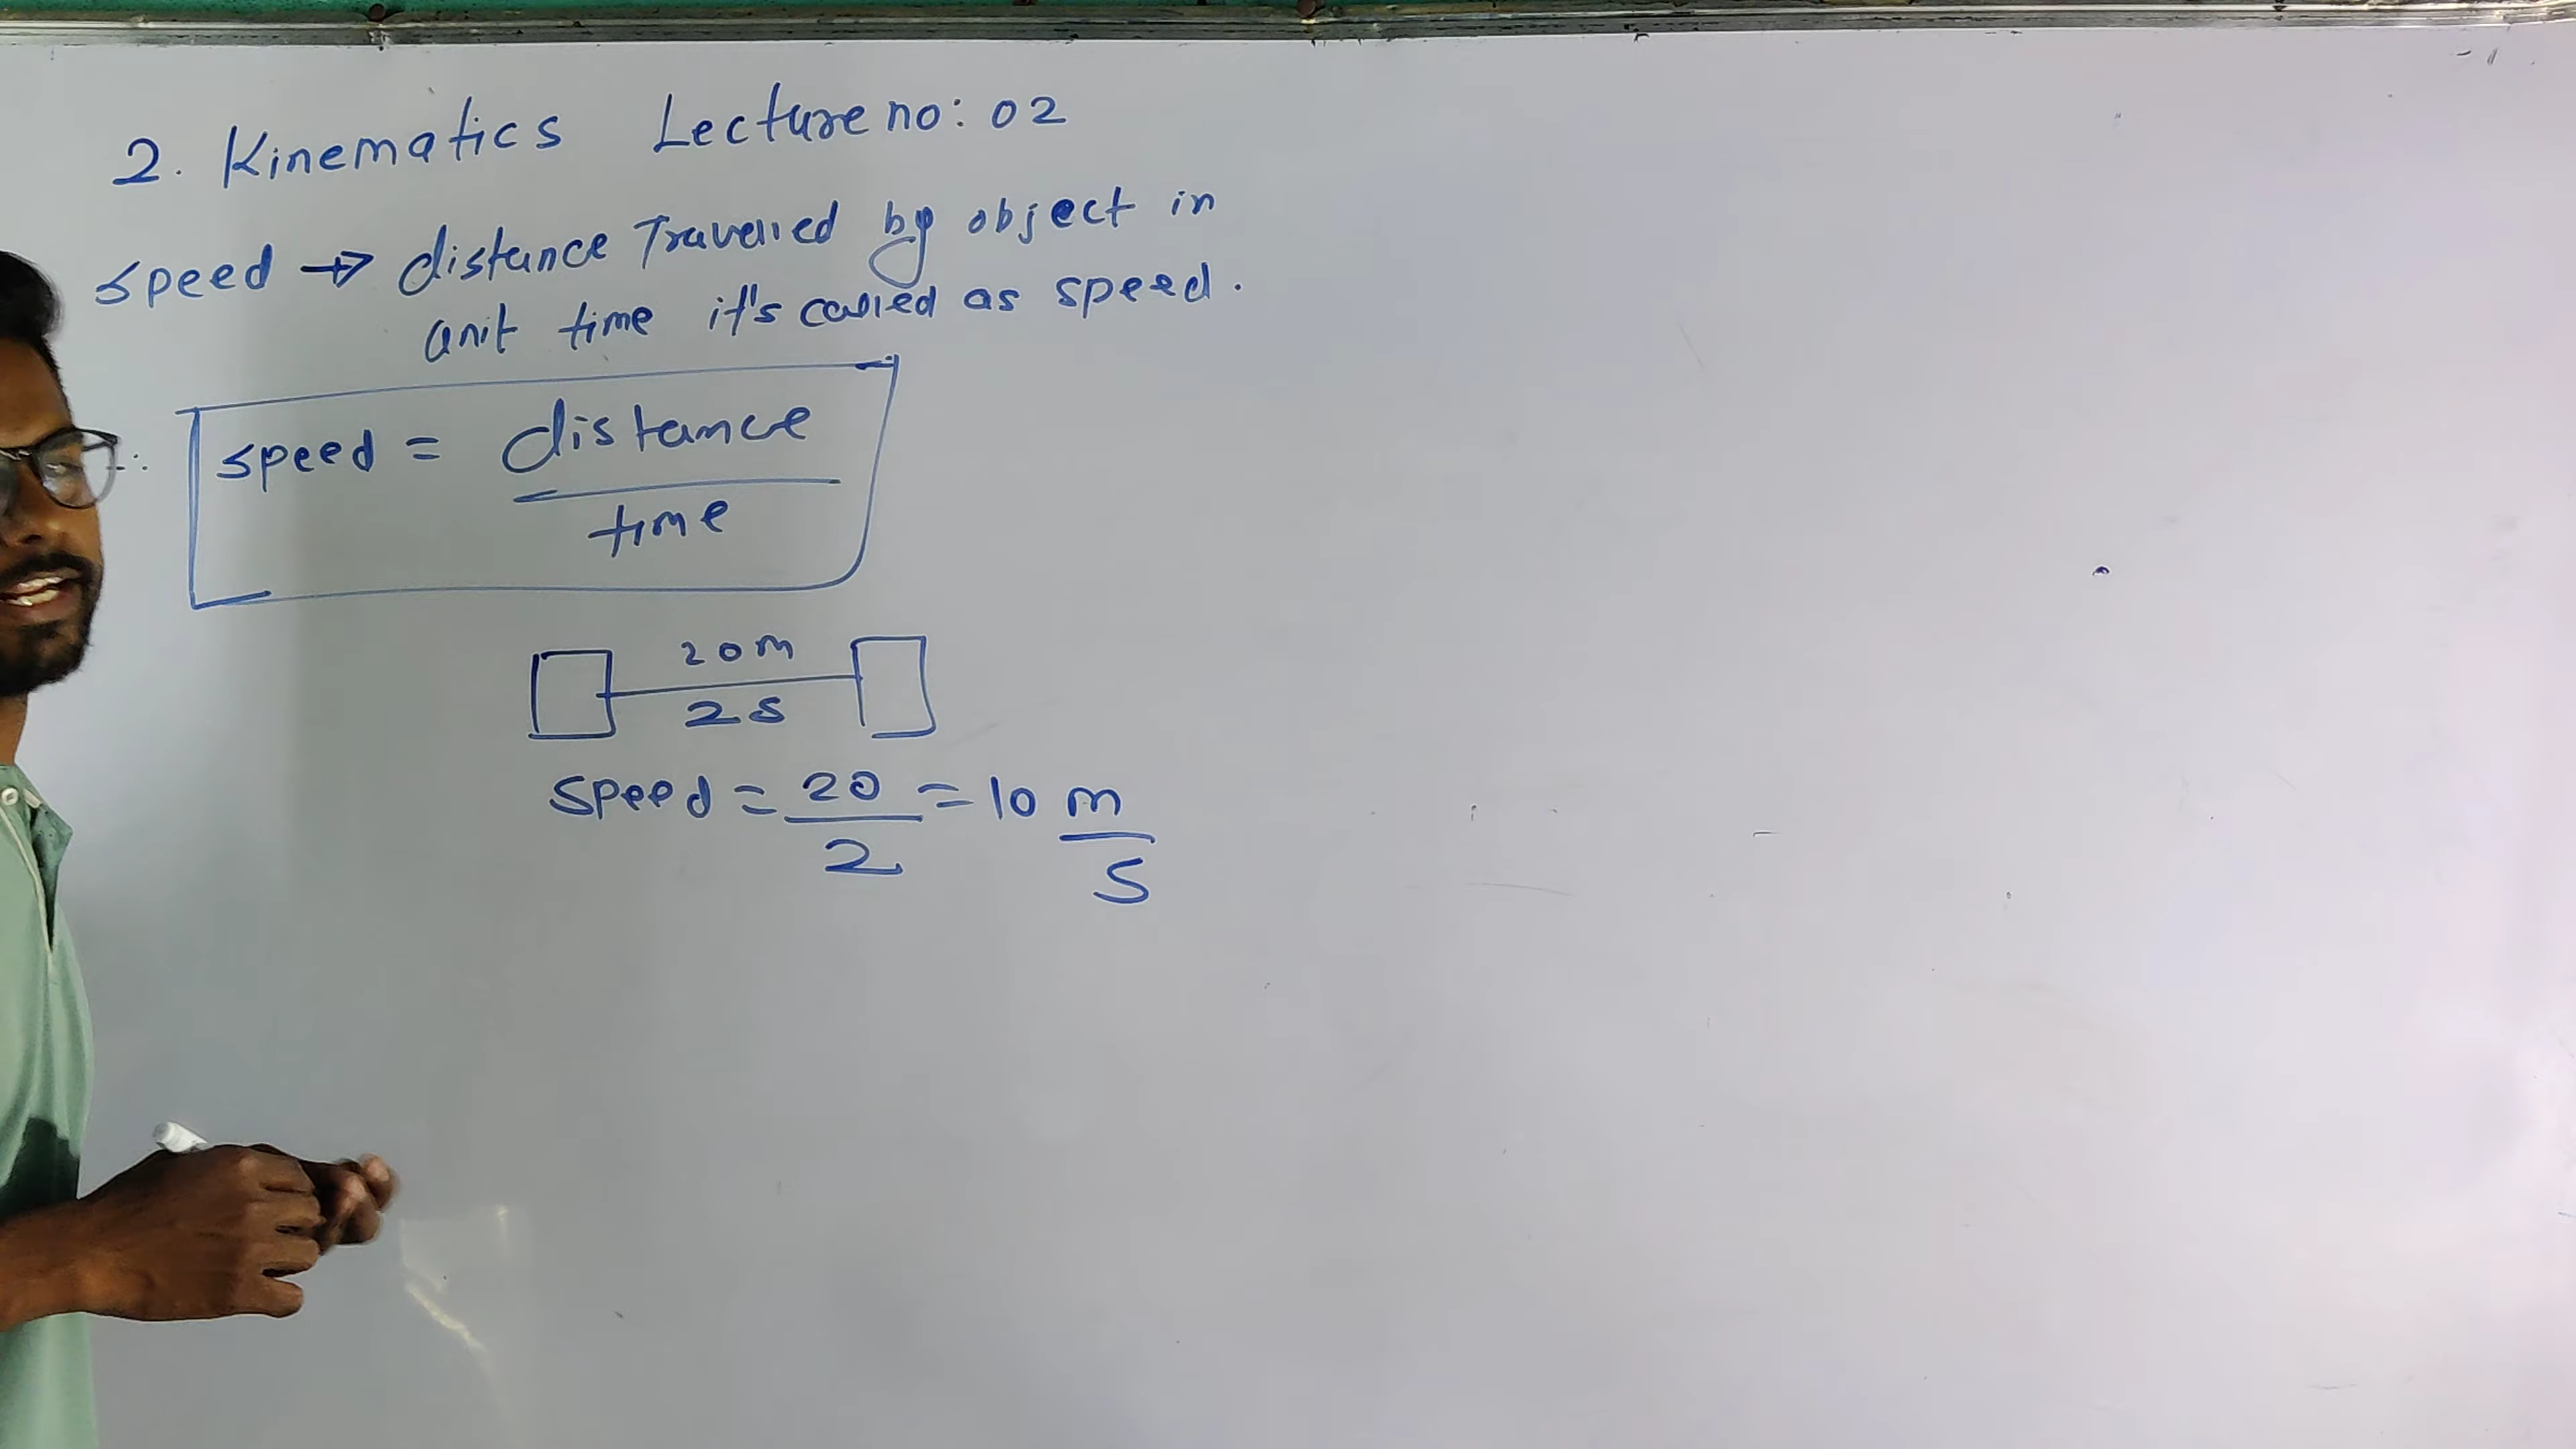 2. Kinematics Lecture no: 02
speed → distance Travelled by object in
unit time it's called as speed.
∴ speed = distance
time
20m
2s
speed = 20 = 10 m
2 s